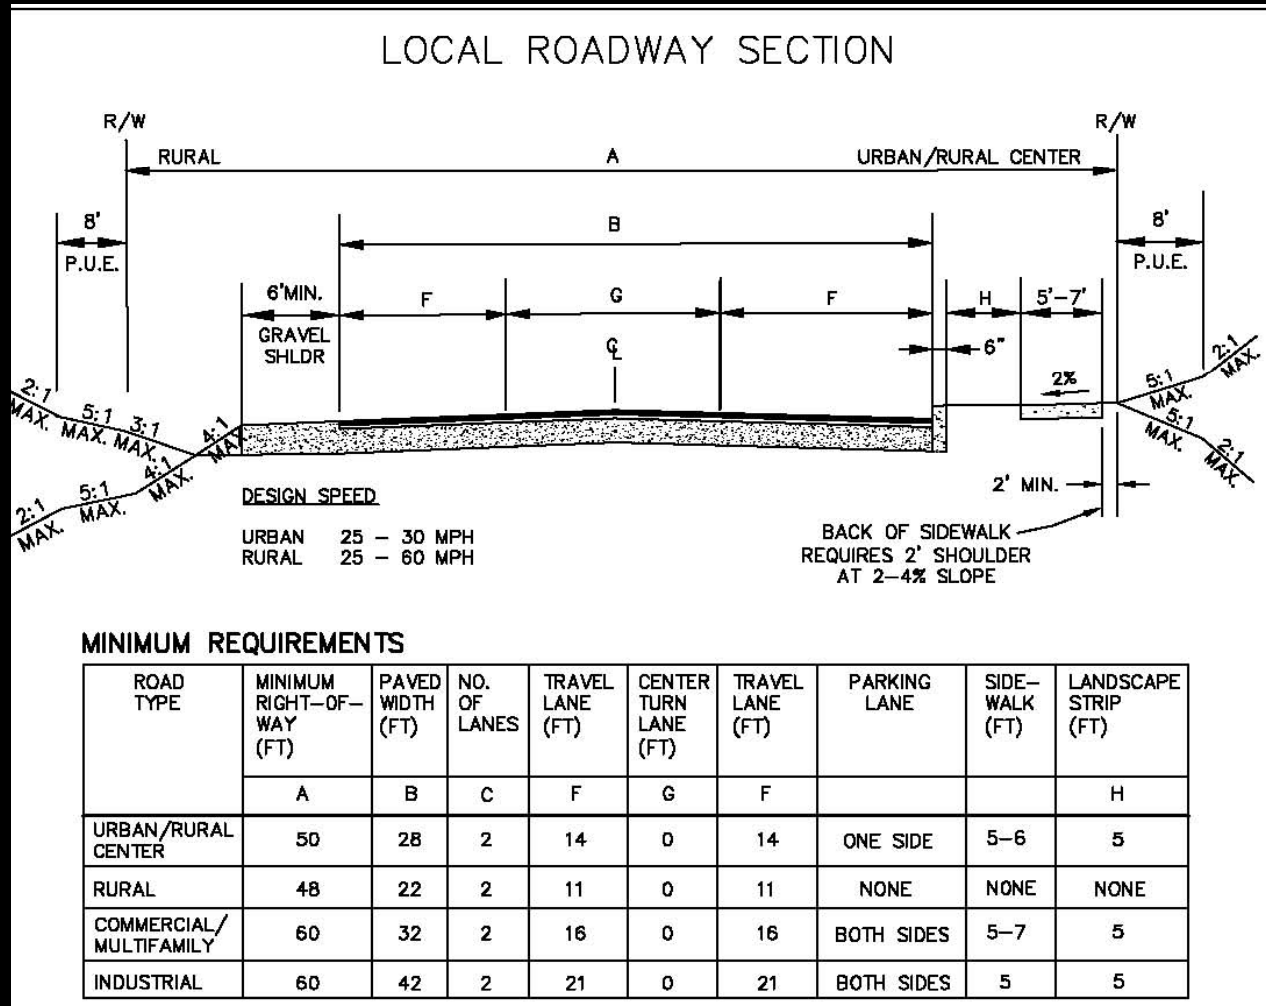 LOCAL ROADWAY SECTION
R/W
R/W
RURAL
A
URBAN/RURAL CENTER
8'
P.U.E.
B
8'
P.U.E.
6'MIN.
GRAVEL
SHLDR
F
G
F
H
5'-7'
℄
6"
2%
2:1
MAX.
5:1
MAX.
3:1
MAX.
4:1
MAX.
4:1
MAX.
5:1
MAX.
2:1
MAX.
5:1
MAX.
2:1
MAX.
5:1
MAX.
2:1
MAX.
2' MIN.
DESIGN SPEED
URBAN 25 - 30 MPH
RURAL 25 - 60 MPH
BACK OF SIDEWALK
REQUIRES 2' SHOULDER
AT 2-4% SLOPE
MINIMUM REQUIREMENTS
ROAD
TYPE
MINIMUM
RIGHT-OF-
WAY
(FT)
PAVED
WIDTH
(FT)
NO.
OF
LANES
TRAVEL
LANE
(FT)
CENTER
TURN
LANE
(FT)
TRAVEL
LANE
(FT)
PARKING
LANE
SIDE-
WALK
(FT)
LANDSCAPE
STRIP
(FT)
A B C F G F H
URBAN/RURAL
CENTER
50 28 2 14 0 14 ONE SIDE 5-6 5
RURAL 48 22 2 11 0 11 NONE NONE NONE
COMMERCIAL/
MULTIFAMILY
60 32 2 16 0 16 BOTH SIDES 5-7 5
INDUSTRIAL 60 42 2 21 0 21 BOTH SIDES 5 5